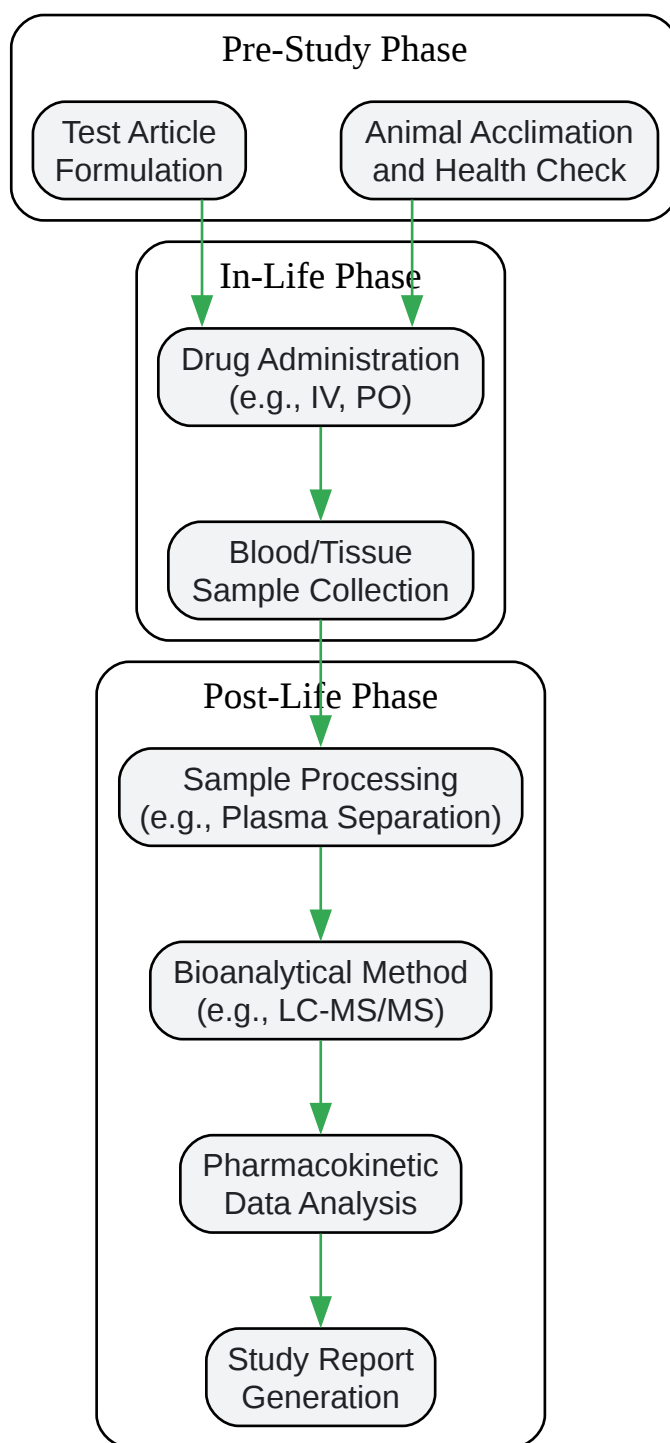 Pre-Study Phase
Test Article
Formulation
Animal Acclimation
and Health Check
In-Life Phase
Drug Administration
(e.g., IV, PO)
Blood/Tissue
Sample Collection
Post-Life Phase
Sample Processing
(e.g., Plasma Separation)
Bioanalytical Method
(e.g., LC-MS/MS)
Pharmacokinetic
Data Analysis
Study Report
Generation